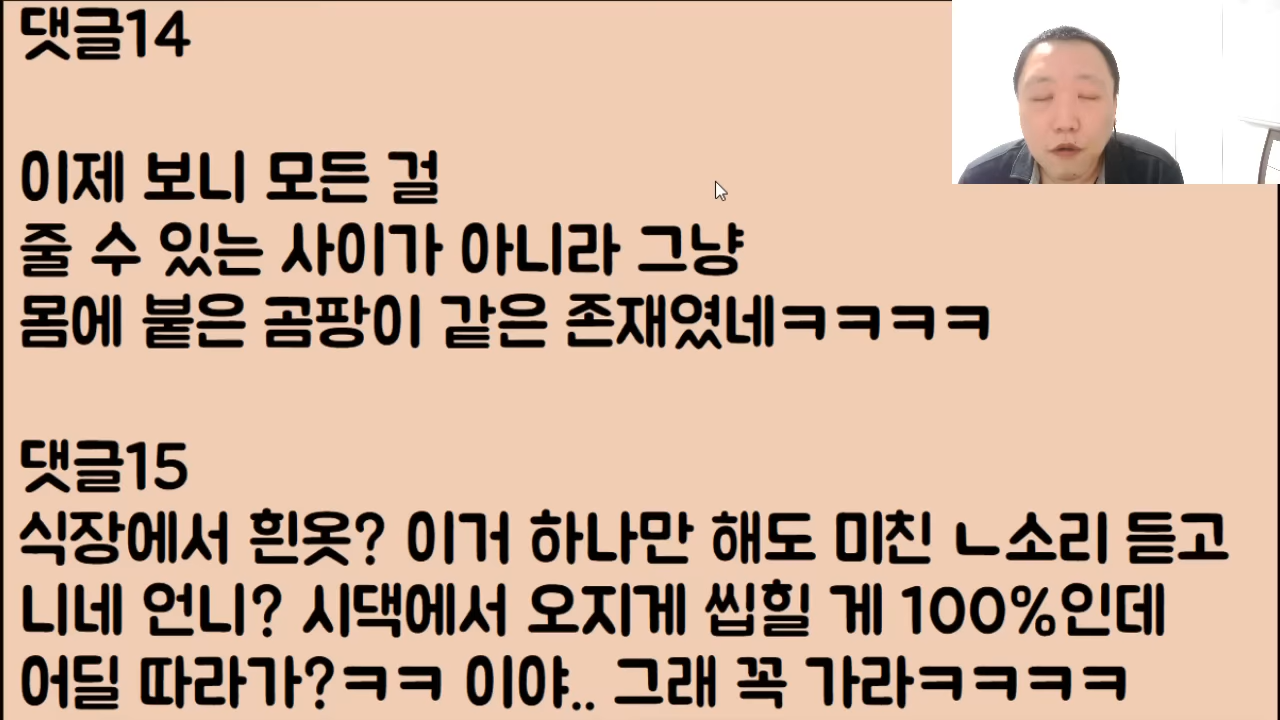 댓글14
이제 보니 모든 걸
줄 수 있는 사이가 아니라 그냥
몸에 붙은 곰팡이 같은 존재였네ㅋㅋㅋㅋ
댓글15
식장에서 흰옷? 이거 하나만 해도 미친 ㄴ소리 듣고
니네 언니? 시댁에서 오지게 씹힐 게 100%인데
어딜 따라가?ㅋㅋ 이야.. 그래 꼭 가라ㅋㅋㅋㅋ